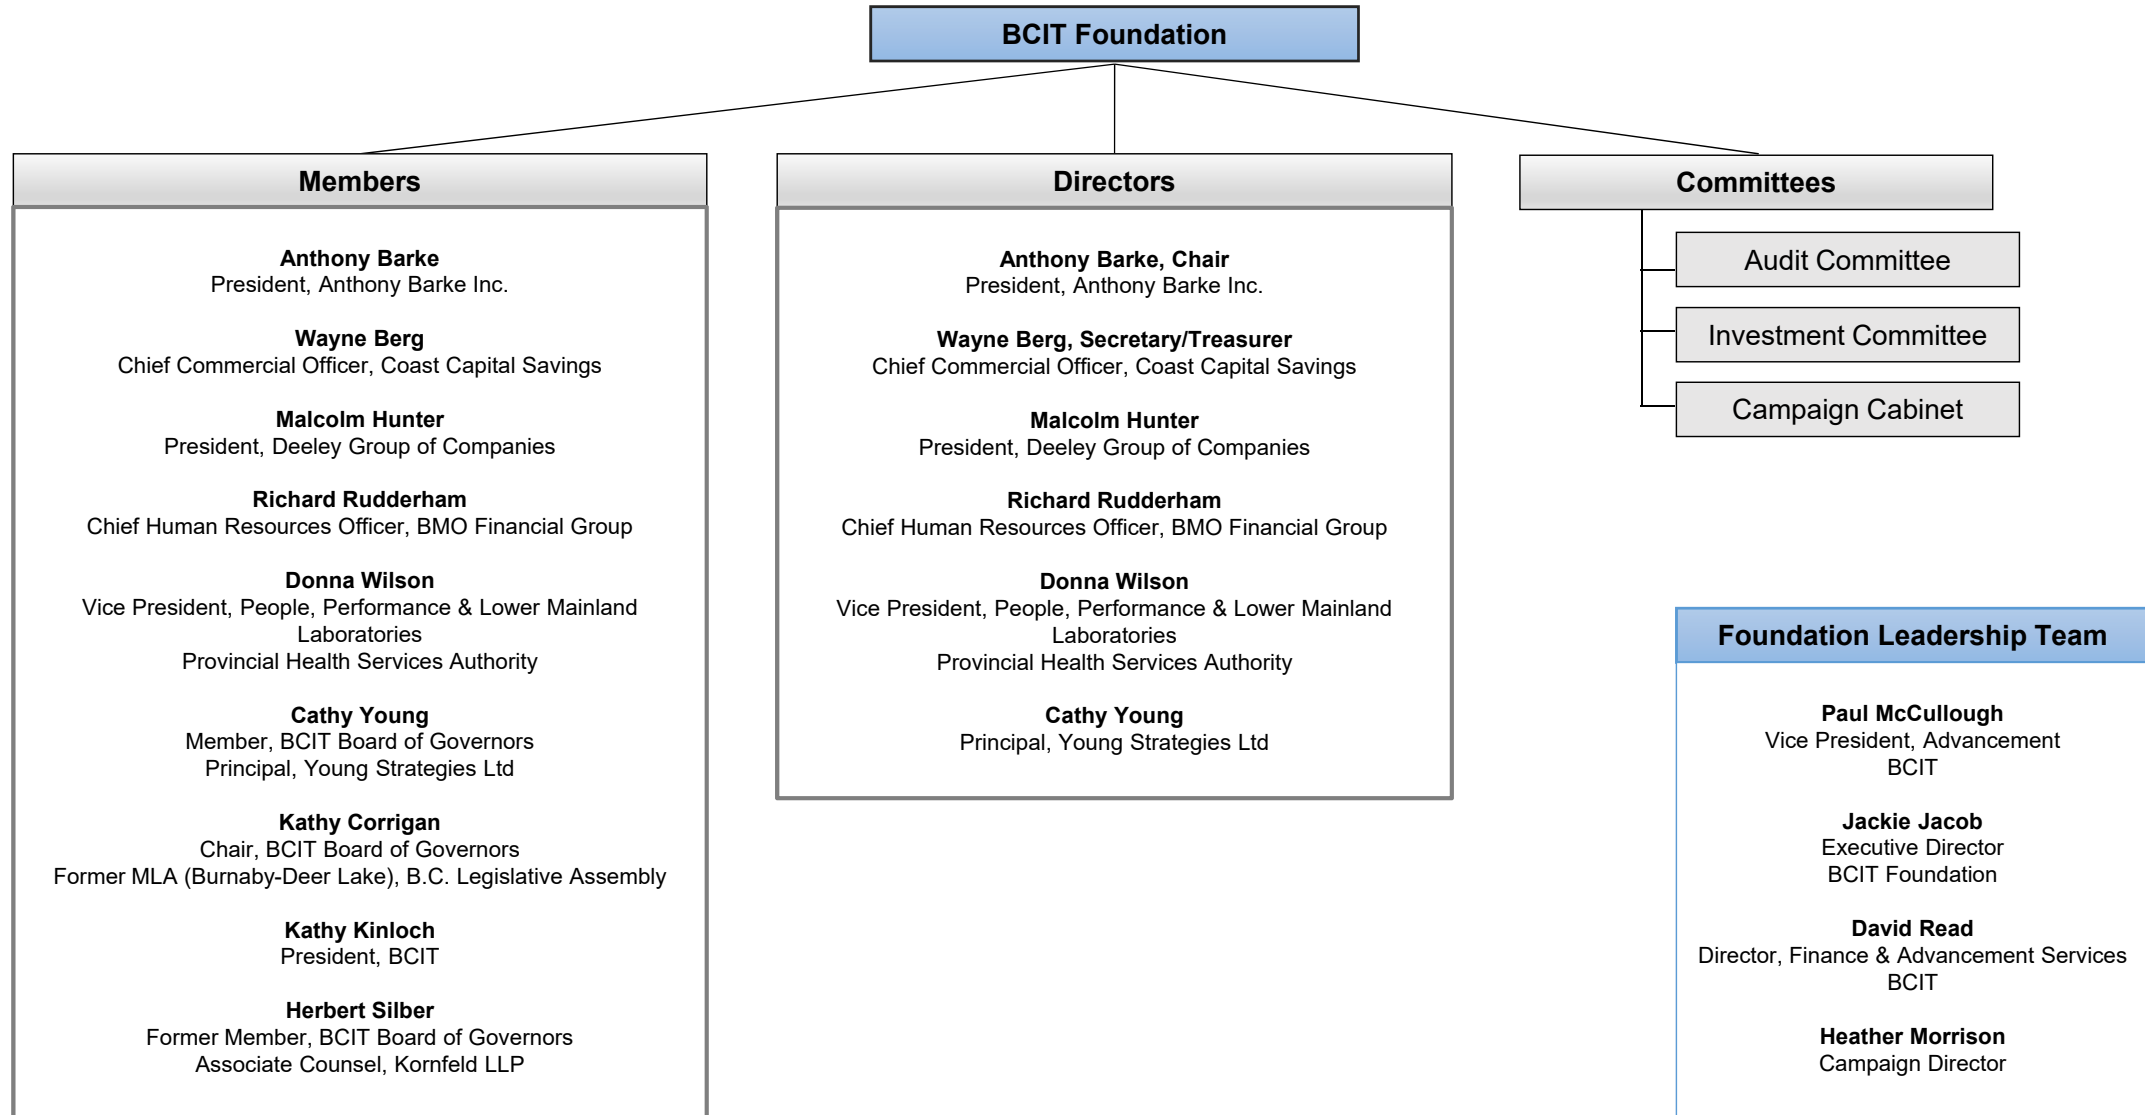 BCIT Foundation
Members
Anthony Barke
President, Anthony Barke Inc.
Wayne Berg
Chief Commercial Officer, Coast Capital Savings
Malcolm Hunter
President, Deeley Group of Companies
Richard Rudderham
Chief Human Resources Officer, BMO Financial Group
Donna Wilson
Vice President, People, Performance & Lower Mainland
Laboratories
Provincial Health Services Authority
Cathy Young
Member, BCIT Board of Governors
Principal, Young Strategies Ltd
Kathy Corrigan
Chair, BCIT Board of Governors
Former MLA (Burnaby-Deer Lake), B.C. Legislative Assembly
Kathy Kinloch
President, BCIT
Herbert Silber
Former Member, BCIT Board of Governors
Associate Counsel, Kornfeld LLP
Directors
Anthony Barke, Chair
President, Anthony Barke Inc.
Wayne Berg, Secretary/Treasurer
Chief Commercial Officer, Coast Capital Savings
Malcolm Hunter
President, Deeley Group of Companies
Richard Rudderham
Chief Human Resources Officer, BMO Financial Group
Donna Wilson
Vice President, People, Performance & Lower Mainland
Laboratories
Provincial Health Services Authority
Cathy Young
Principal, Young Strategies Ltd
Committees
Audit Committee
Investment Committee
Campaign Cabinet
Foundation Leadership Team
Paul McCullough
Vice President, Advancement
BCIT
Jackie Jacob
Executive Director
BCIT Foundation
David Read
Director, Finance & Advancement Services
BCIT
Heather Morrison
Campaign Director